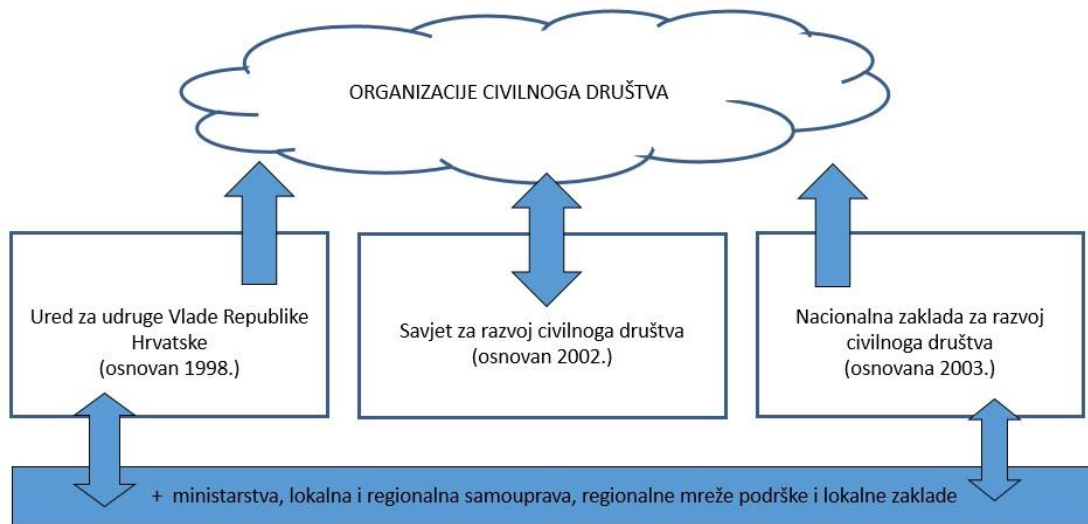 ORGANIZACIJE CIVILNOGA DRUŠTVA
Ured za udruge Vlade Republike
Hrvatske
(osnovan 1998.)
Savjet za razvoj civilnoga društva
(osnovan 2002.)
Nacionalna zaklada za razvoj
civilnoga društva
(osnovana 2003.)
+ ministarstva, lokalna i regionalna samouprava, regionalne mreže podrške i lokalne zaklade